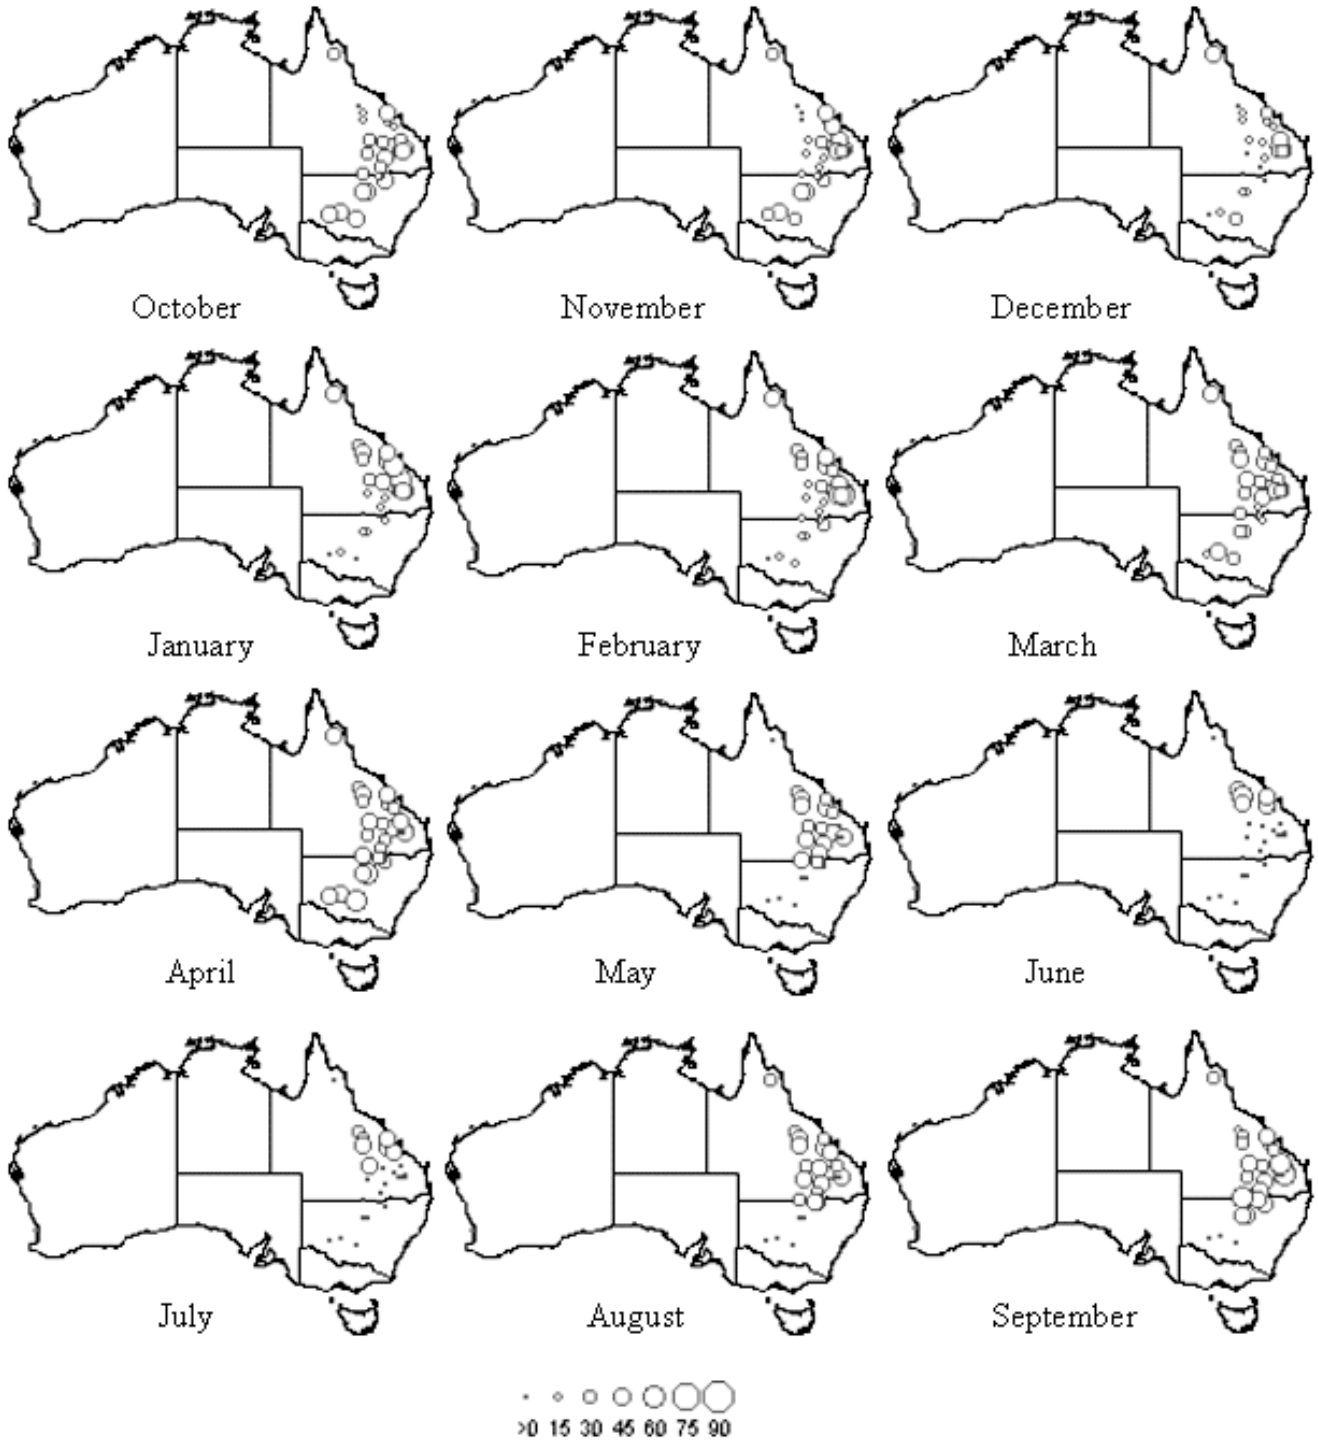 October November December
January February March
April May June
July August September
>0 15 30 45 60 75 90